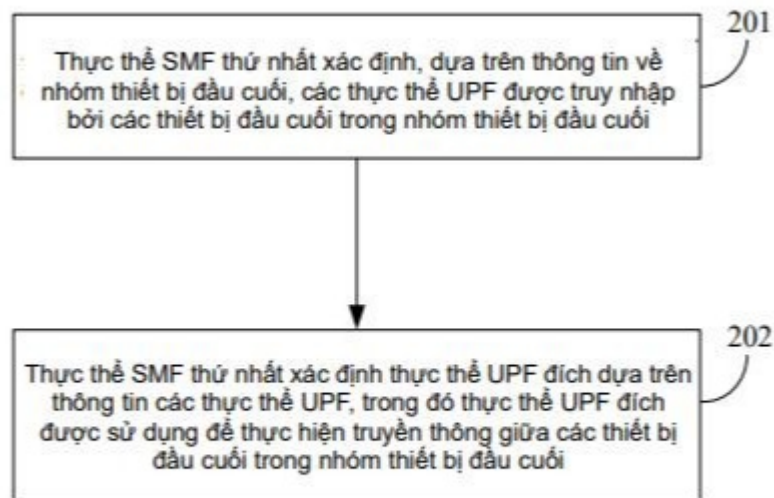 201
Thực thể SMF thứ nhất xác định, dựa trên thông tin về
nhóm thiết bị đầu cuối, các thực thể UPF được truy nhập
bởi các thiết bị đầu cuối trong nhóm thiết bị đầu cuối
202
Thực thể SMF thứ nhất xác định thực thể UPF đích dựa trên
thông tin các thực thể UPF, trong đó thực thể UPF đích
được sử dụng để thực hiện truyền thông giữa các thiết bị
đầu cuối trong nhóm thiết bị đầu cuối